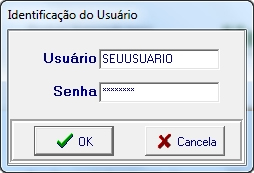 Identificação do Usuário
Usuário SEUUSUARIO
Senha ********
OK Cancela